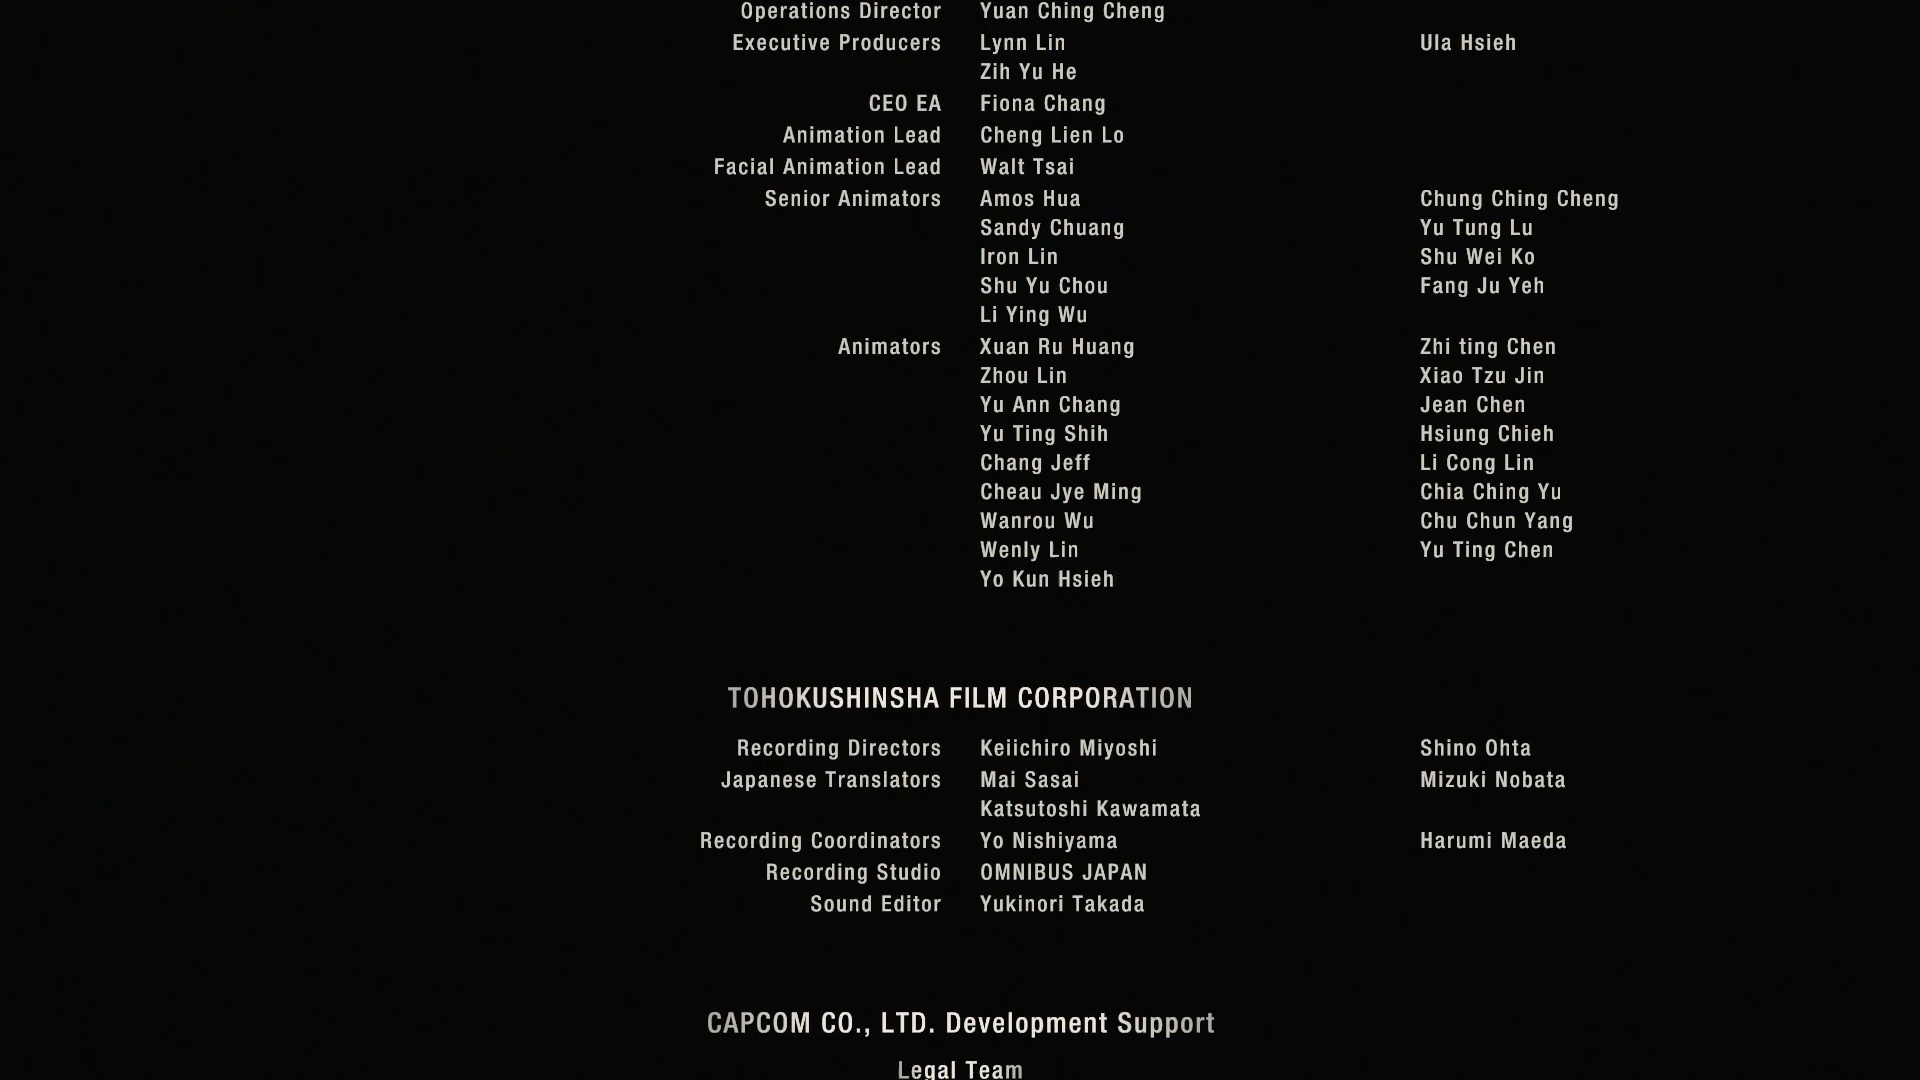 Operations Director Yuan Ching Cheng
Executive Producers Lynn Lin Ula Hsieh
Zih Yu He
CEO EA Fiona Chang
Animation Lead Cheng Lien Lo
Facial Animation Lead Walt Tsai
Senior Animators Amos Hua Chung Ching Cheng
Sandy Chuang Yu Tung Lu
Iron Lin Shu Wei Ko
Shu Yu Chou Fang Ju Yeh
Li Ying Wu
Animators Xuan Ru Huang Zhi ting Chen
Zhou Lin Xiao Tzu Jin
Yu Ann Chang Jean Chen
Yu Ting Shih Hsiung Chieh
Chang Jeff Li Cong Lin
Cheau Jye Ming Chia Ching Yu
Wanrou Wu Chu Chun Yang
Wenly Lin Yu Ting Chen
Yo Kun Hsieh
TOHOKUSHINSHA FILM CORPORATION
Recording Directors Keiichiro Miyoshi Shino Ohta
Japanese Translators Mai Sasai Mizuki Nobata
Katsutoshi Kawamata
Recording Coordinators Yo Nishiyama Harumi Maeda
Recording Studio OMNIBUS JAPAN
Sound Editor Yukinori Takada
CAPCOM CO., LTD. Development Support
Legal Team